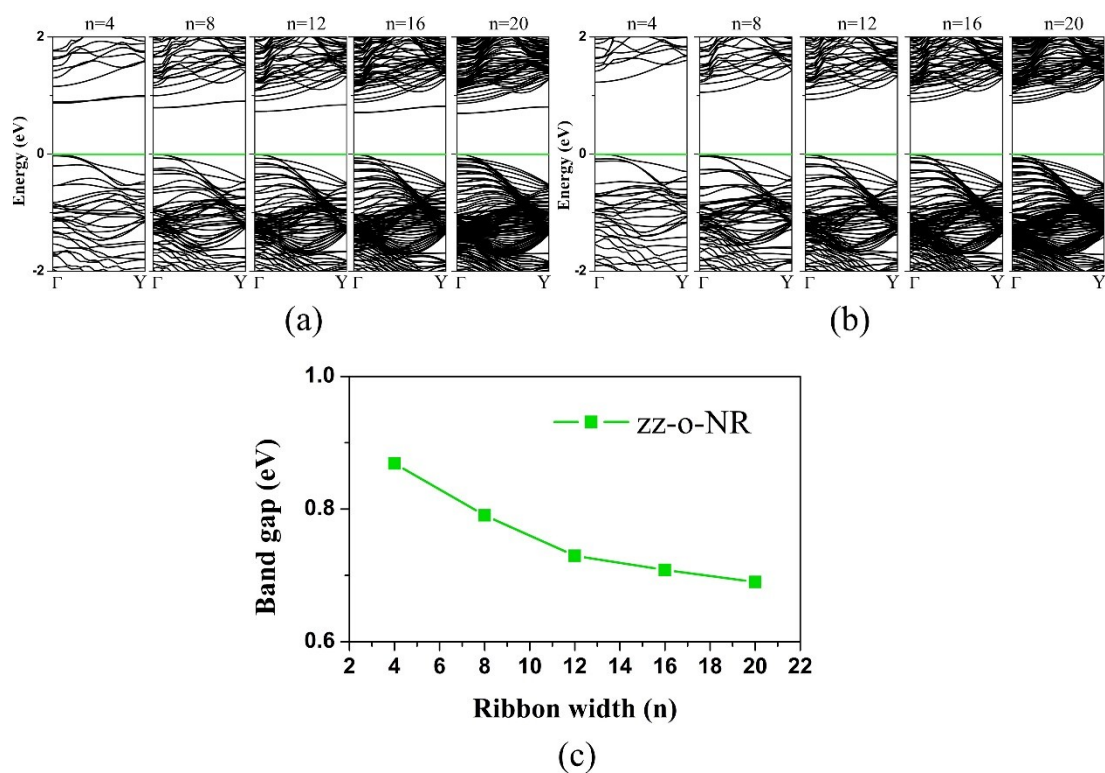 n=4 n=8 n=12 n=16 n=20
2
0
-2
Energy (eV)
Γ Y Γ Y Γ Y Γ Y Γ Y
(a)
n=4 n=8 n=12 n=16 n=20
2
0
-2
Energy (eV)
Γ Y Γ Y Γ Y Γ Y Γ Y
(b)
1.0
0.8
0.6
Band gap (eV)
zz-o-NR
2 4 6 8 10 12 14 16 18 20 22
Ribbon width (n)
(c)